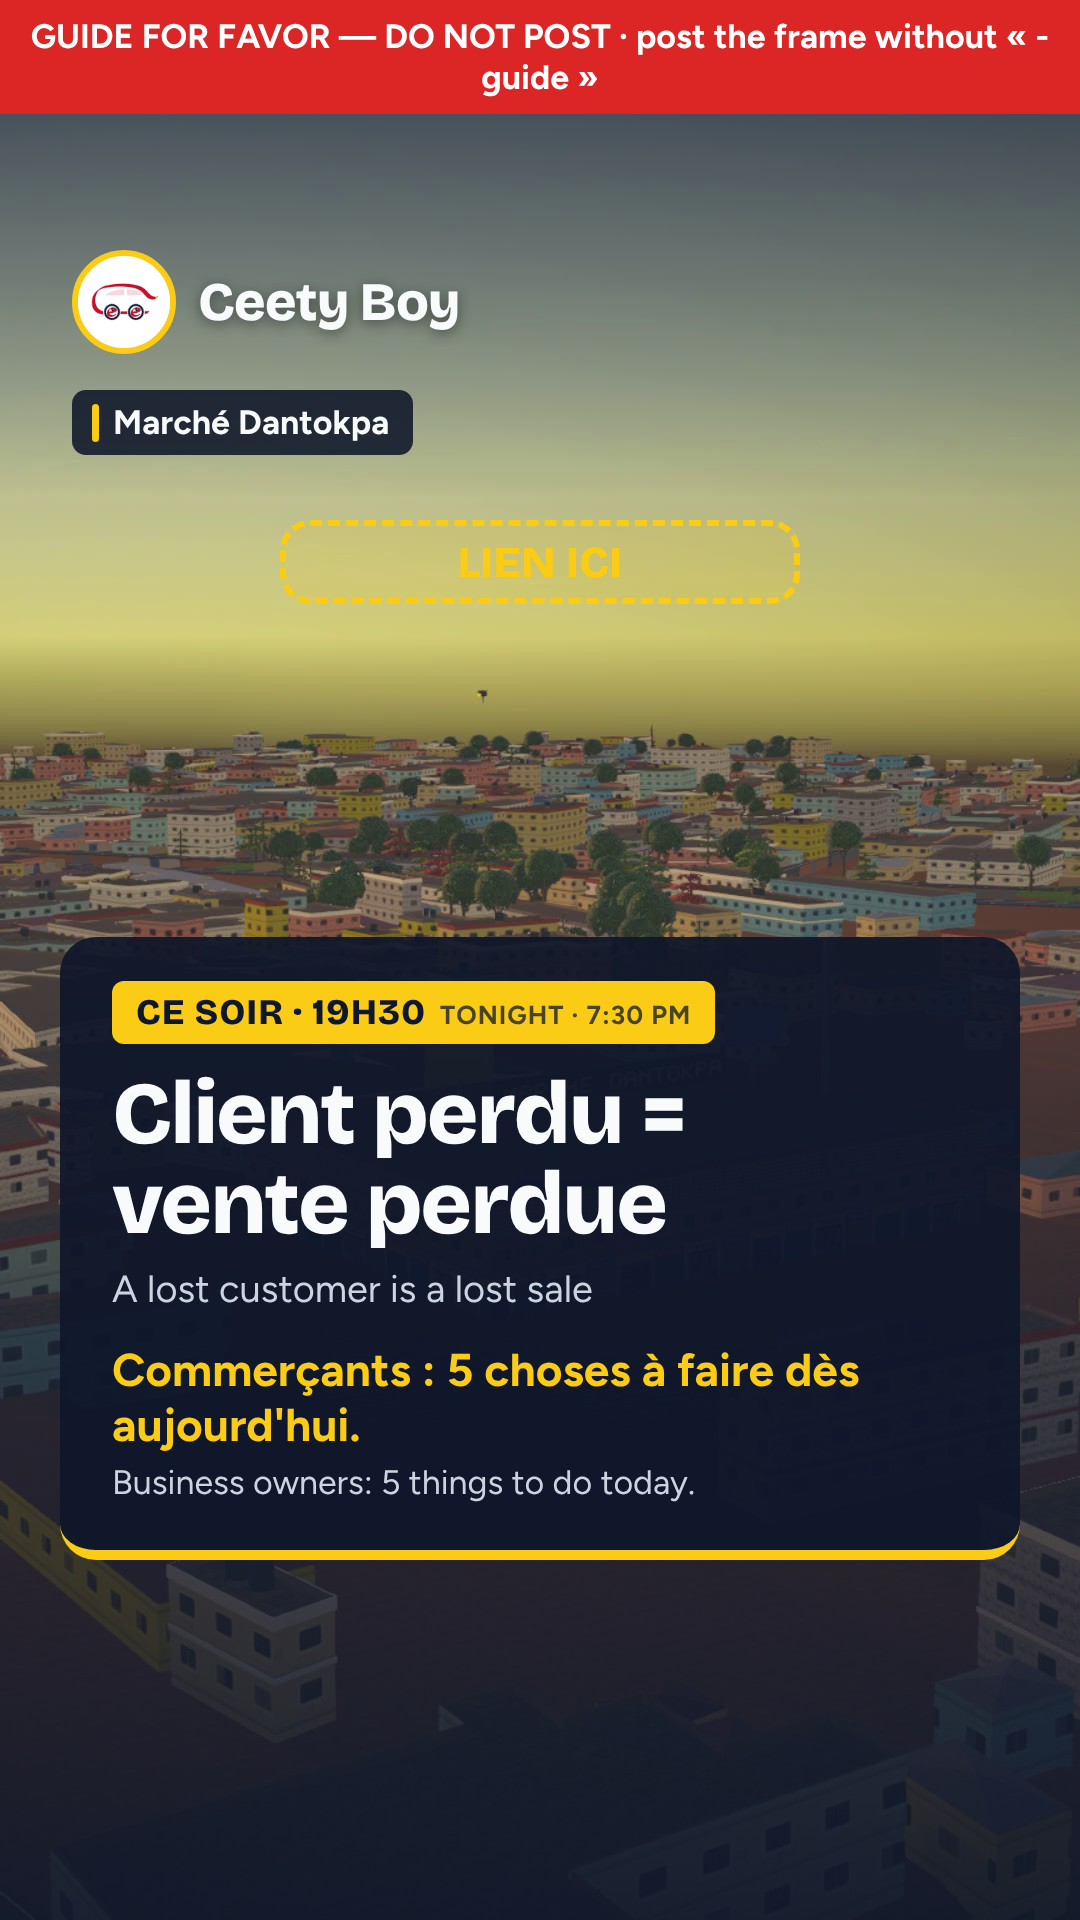 GUIDE FOR FAVOR — DO NOT POST · post the frame without « -
guide »
Ceety Boy
Marché Dantokpa
LIEN ICI
CE SOIR · 19H30 TONIGHT · 7:30 PM
DANTOKPA
Client perdu =
vente perdue
A lost customer is a lost sale
Commerçants : 5 choses à faire dès
aujourd'hui.
Business owners: 5 things to do today.